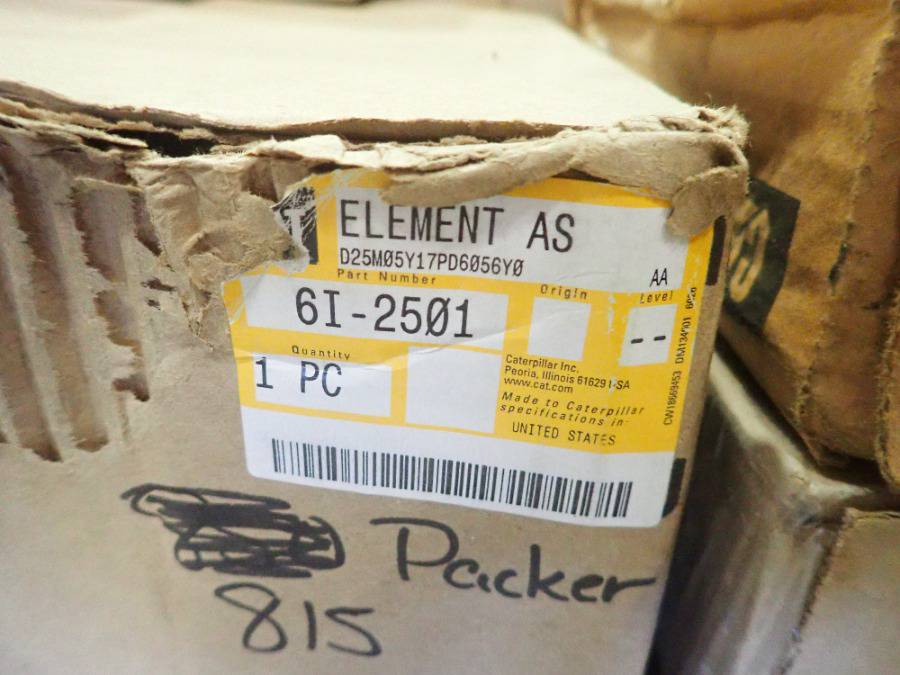 ELEMENT AS
D25M05Y17PD6056Y0
Part Number
Origin
AA
Level
6I-2501
--
Quantity
1 PC
Caterpillar Inc.
Peoria, Illinois 61629 USA
www.cat.com
Made to Caterpillar
specifications in:
UNITED STATES
Packer
815